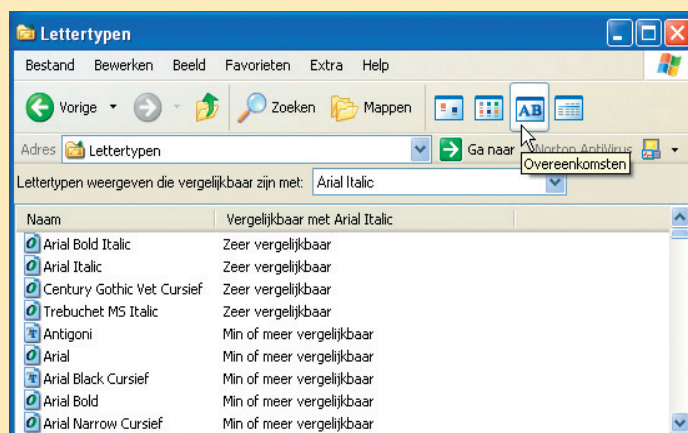 Lettertypen
Bestand Bewerken Beeld Favorieten Extra Help
Vorige Zoeken Mappen AB
Adres Lettertypen Ga naar Norton AntiVirus
Overeenkomsten
Lettertypen weergeven die vergelijkbaar zijn met: Arial Italic
Naam Vergelijkbaar met Arial Italic
Arial Bold Italic Zeer vergelijkbaar
Arial Italic Zeer vergelijkbaar
Century Gothic Vet Cursief Zeer vergelijkbaar
Trebuchet MS Italic Zeer vergelijkbaar
Antigoni Min of meer vergelijkbaar
Arial Min of meer vergelijkbaar
Arial Black Cursief Min of meer vergelijkbaar
Arial Bold Min of meer vergelijkbaar
Arial Narrow Cursief Min of meer vergelijkbaar